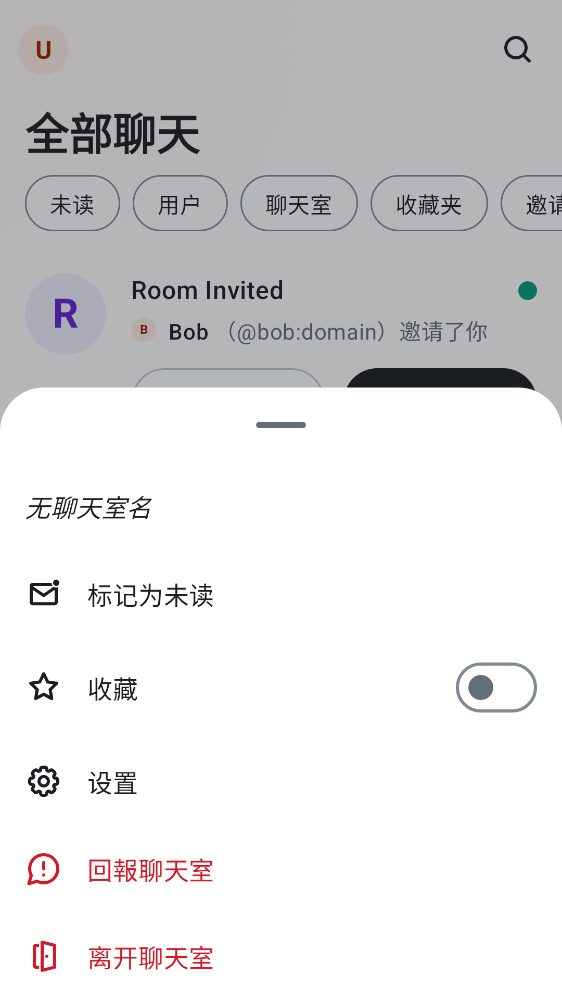 U
全部聊天
未读
用户
聊天室
收藏夹
邀请
R
Room Invited
B
Bob （@bob:domain）邀请了你
无聊天室名
标记为未读
收藏
设置
回報聊天室
离开聊天室